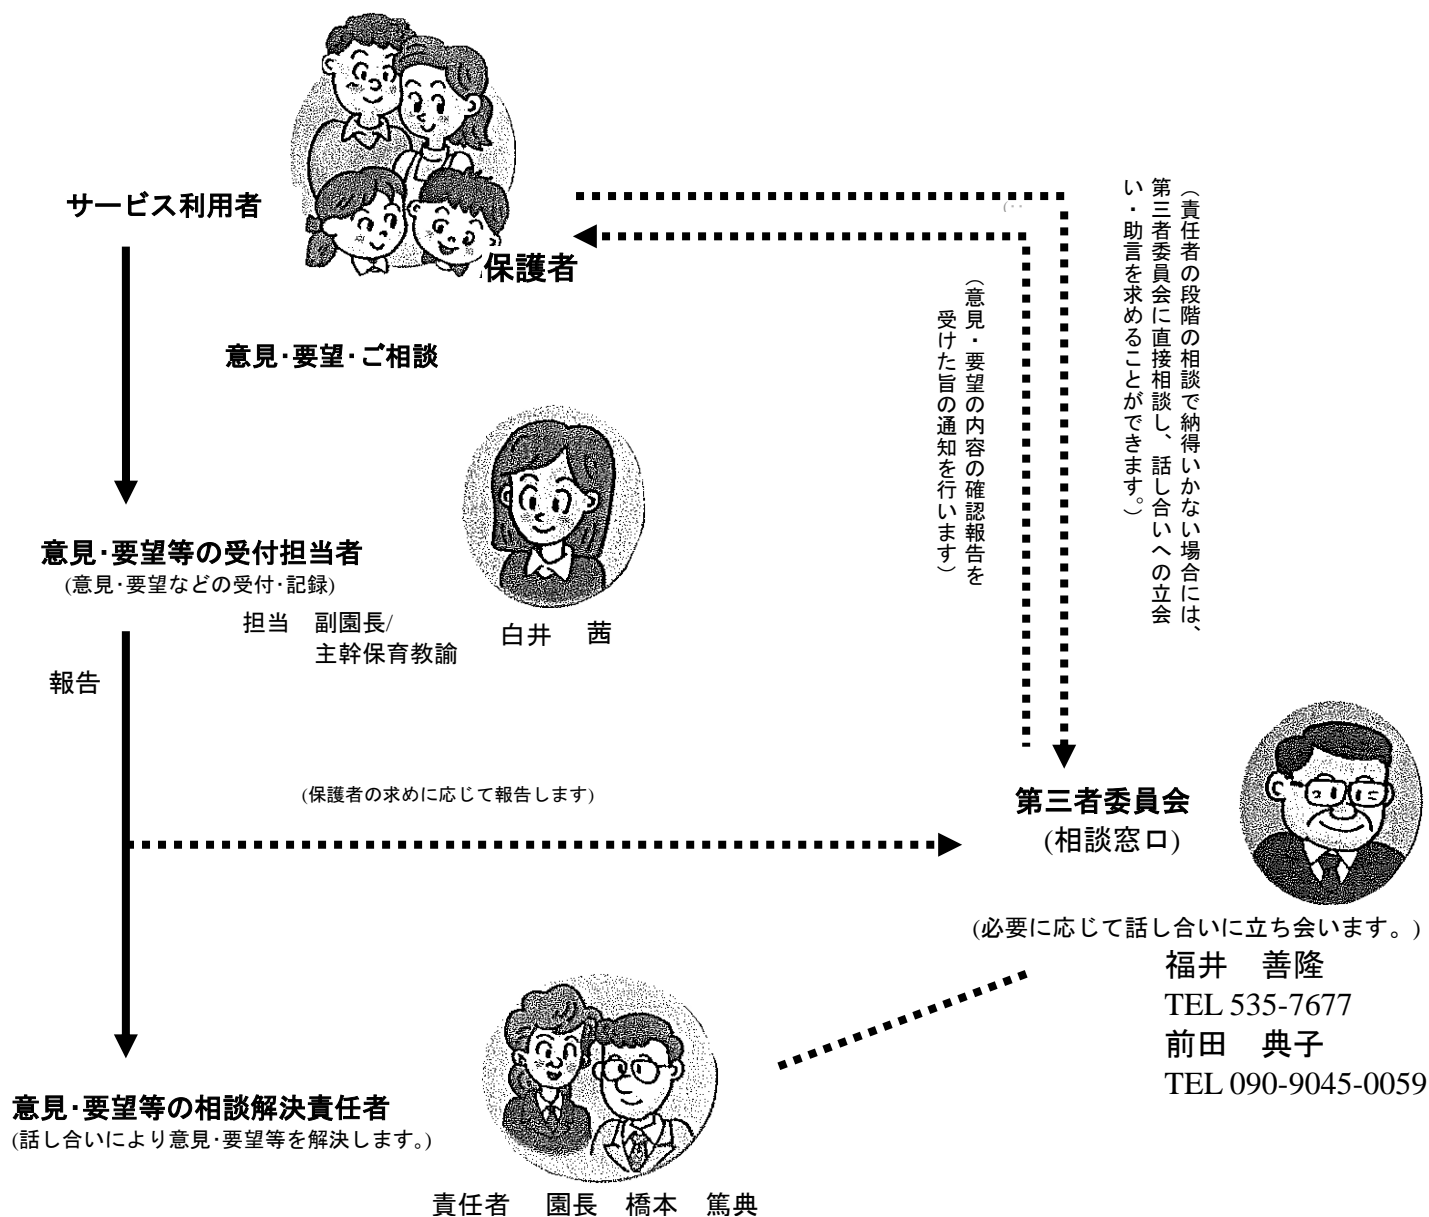 サービス利用者
保護者
意見・要望・ご相談
(責任者の段階の相談で納得いかない場合には、
第三者委員会に直接相談し、話し合いへの立会
い・助言を求めることができます。)
(意見・要望の内容の確認報告を
受けた旨の通知を行います)
意見・要望等の受付担当者
(意見・要望などの受付・記録)
担当 副園長/
主幹保育教諭
白井 茜
報告
(保護者の求めに応じて報告します)
第三者委員会
(相談窓口)
(必要に応じて話し合いに立ち会います。)
福井 善隆
TEL 535-7677
前田 典子
TEL 090-9045-0059
意見・要望等の相談解決責任者
(話し合いにより意見・要望等を解決します。)
責任者 園長 橋本 篤典